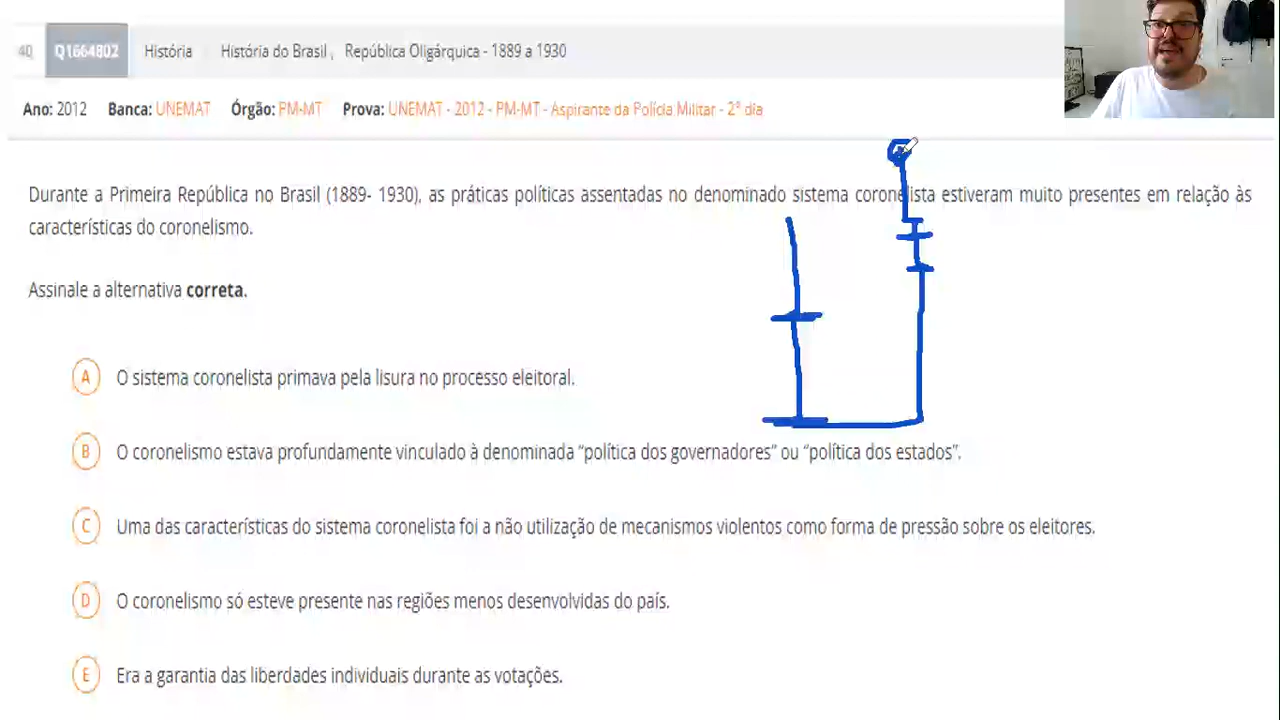 40 Q1664802 História História do Brasil , República Oligárquica - 1889 a 1930
Ano: 2012 Banca: UNEMAT Órgão: PM-MT Prova: UNEMAT - 2012 - PM-MT - Aspirante da Polícia Militar - 2° dia
Durante a Primeira República no Brasil (1889- 1930), as práticas políticas assentadas no denominado sistema coronelista estiveram muito presentes em relação às
características do coronelismo.
Assinale a alternativa correta.
A O sistema coronelista primava pela lisura no processo eleitoral.
B O coronelismo estava profundamente vinculado à denominada “política dos governadores” ou “política dos estados”.
C Uma das características do sistema coronelista foi a não utilização de mecanismos violentos como forma de pressão sobre os eleitores.
D O coronelismo só esteve presente nas regiões menos desenvolvidas do país.
E Era a garantia das liberdades individuais durante as votações.